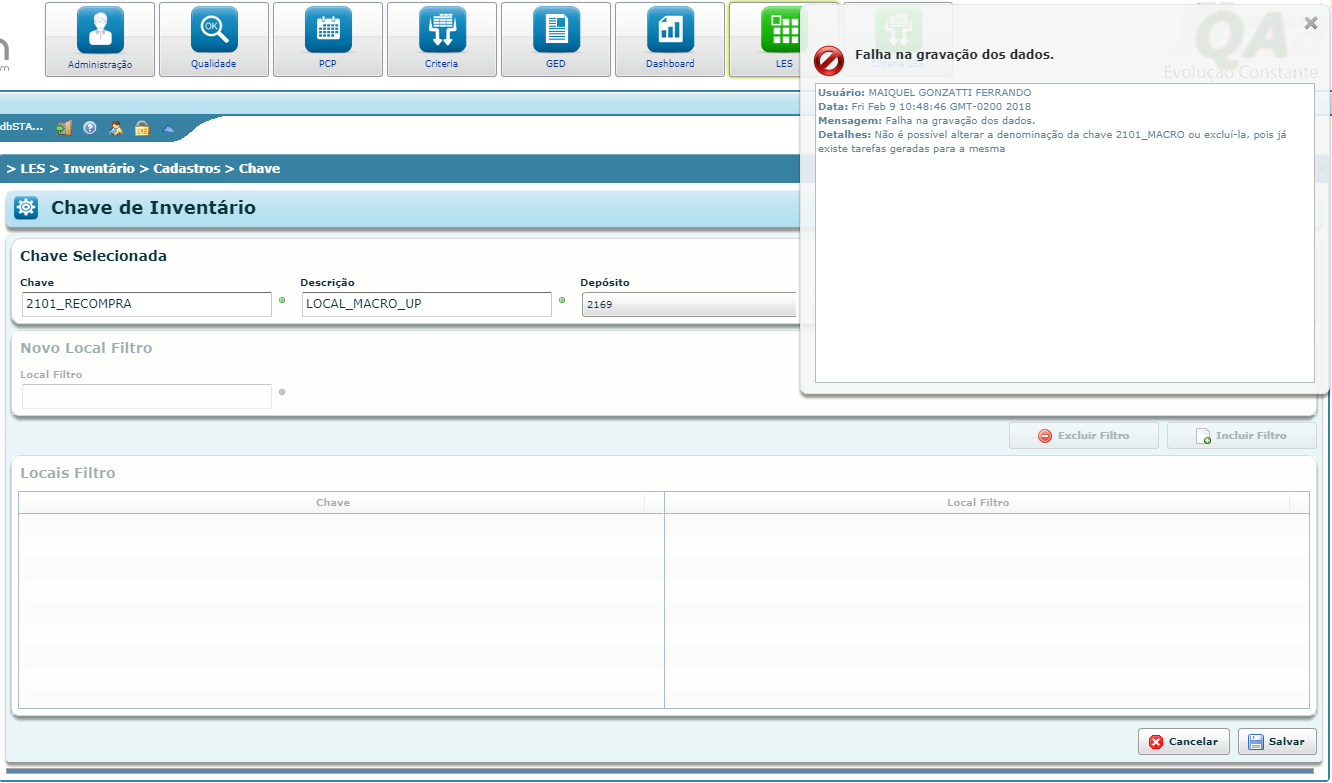 Administração
Qualidade
PCP
Criteria
GED
Dashboard
LES
Falha na gravação dos dados.
QA
Evolução Constante
Usuário: MAIQUEL GONZATTI FERRANDO
Data: Fri Feb 9 10:48:46 GMT-0200 2018
Mensagem: Falha na gravação dos dados.
Detalhes: Não é possível alterar a denominação da chave 2101_MACRO ou excluí-la, pois já
existe tarefas geradas para a mesma
dbSTA...
> LES > Inventário > Cadastros > Chave
Chave de Inventário
Chave Selecionada
Chave
Descrição
Depósito
2101_RECOMPRA
LOCAL_MACRO_UP
2169
Novo Local Filtro
Local Filtro
Excluir Filtro
Incluir Filtro
Locais Filtro
Chave
Local Filtro
Cancelar
Salvar